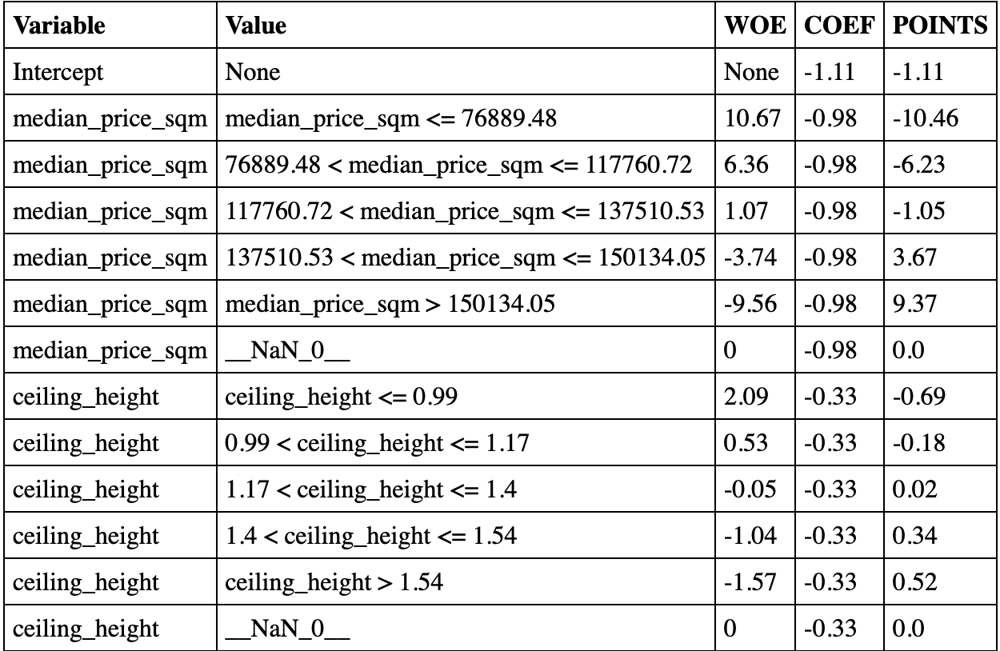 Variable Value WOE COEF POINTS
Intercept None None -1.11 -1.11
median_price_sqm median_price_sqm <= 76889.48 10.67 -0.98 -10.46
median_price_sqm 76889.48 < median_price_sqm <= 117760.72 6.36 -0.98 -6.23
median_price_sqm 117760.72 < median_price_sqm <= 137510.53 1.07 -0.98 -1.05
median_price_sqm 137510.53 < median_price_sqm <= 150134.05 -3.74 -0.98 3.67
median_price_sqm median_price_sqm > 150134.05 -9.56 -0.98 9.37
median_price_sqm __NaN_0__ 0 -0.98 0.0
ceiling_height ceiling_height <= 0.99 2.09 -0.33 -0.69
ceiling_height 0.99 < ceiling_height <= 1.17 0.53 -0.33 -0.18
ceiling_height 1.17 < ceiling_height <= 1.4 -0.05 -0.33 0.02
ceiling_height 1.4 < ceiling_height <= 1.54 -1.04 -0.33 0.34
ceiling_height ceiling_height > 1.54 -1.57 -0.33 0.52
ceiling_height __NaN_0__ 0 -0.33 0.0